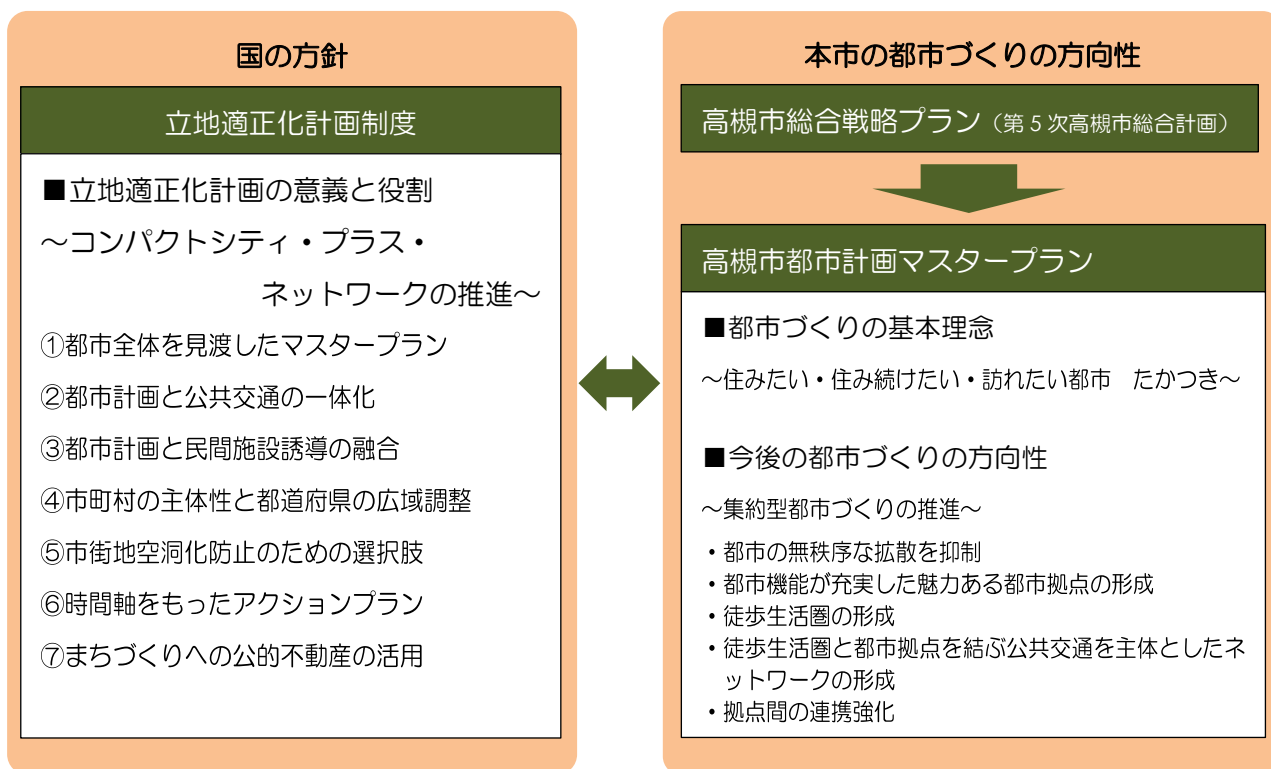 国の方針
立地適正化計画制度
■立地適正化計画の意義と役割
～コンパクトシティ・プラス・
ネットワークの推進～
①都市全体を見渡したマスタープラン
②都市計画と公共交通の一体化
③都市計画と民間施設誘導の融合
④市町村の主体性と都道府県の広域調整
⑤市街地空洞化防止のための選択肢
⑥時間軸をもったアクションプラン
⑦まちづくりへの公的不動産の活用
本市の都市づくりの方向性
高槻市総合戦略プラン（第５次高槻市総合計画）
高槻市都市計画マスタープラン
■都市づくりの基本理念
～住みたい・住み続けたい・訪れたい都市　たかつき～
■今後の都市づくりの方向性
～集約型都市づくりの推進～
・都市の無秩序な拡散を抑制
・都市機能が充実した魅力ある都市拠点の形成
・徒歩生活圏の形成
・徒歩生活圏と都市拠点を結ぶ公共交通を主体としたネ
ットワークの形成
・拠点間の連携強化